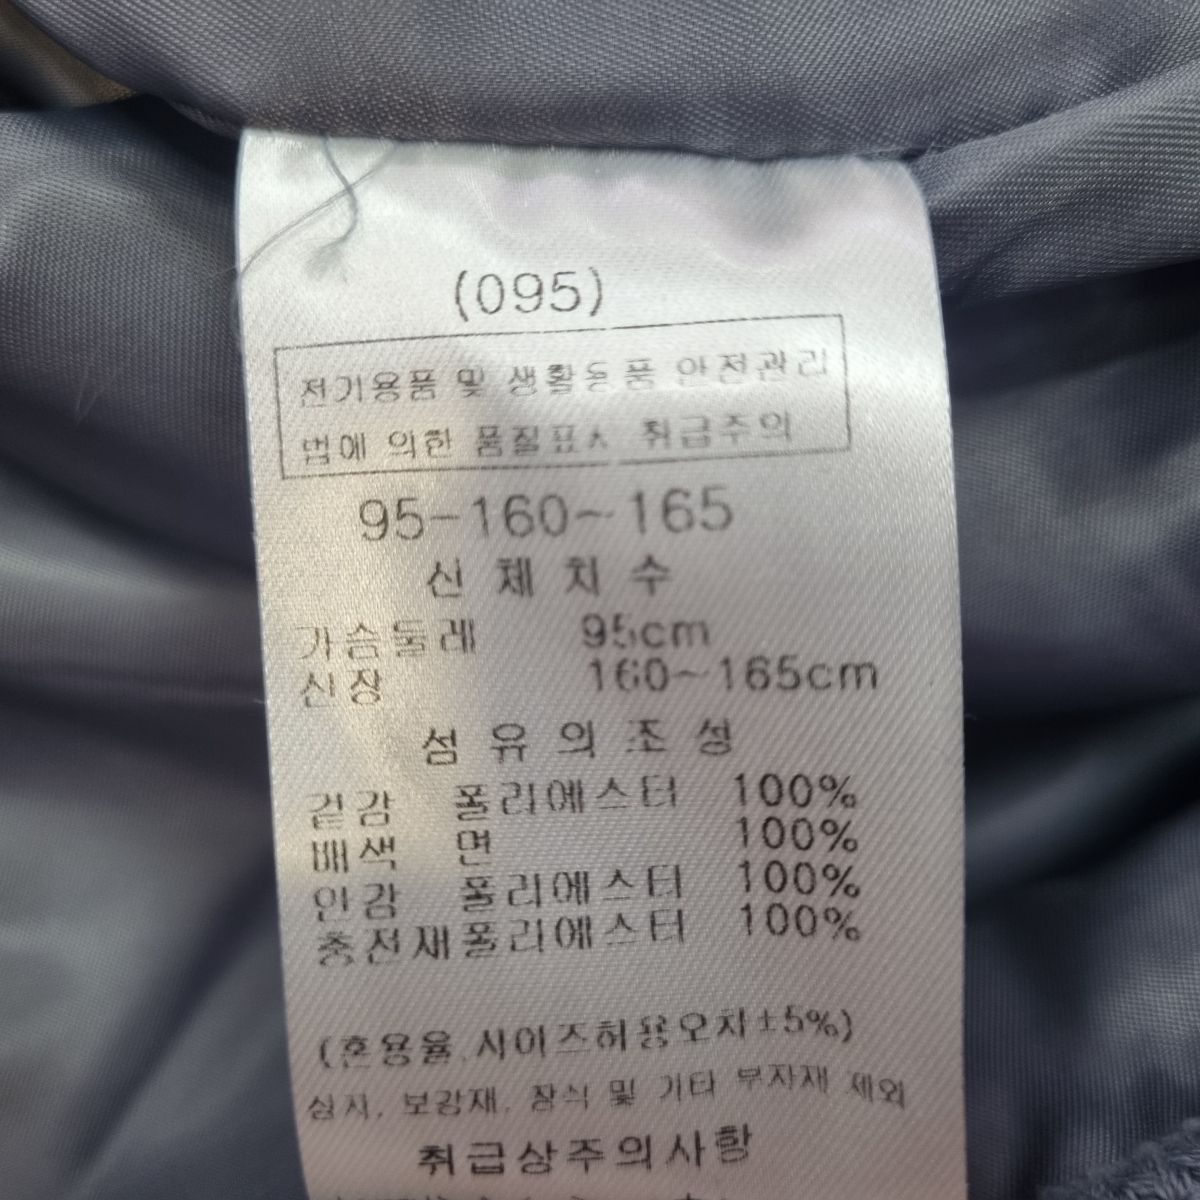 (095)
전기용품 및 생활용품 안전관리
법에 의한 품질표시 취급주의
95-160~165
신체치수
가슴둘레 95cm
신장 160~165cm
섬유의조성
겉감 폴리에스터 100%
배색 면 100%
안감 폴리에스터 100%
충전재폴리에스터 100%
(혼용율,사이즈허용오차±5%)
심지, 보강재, 장식 및 기타 부자재 제외
취급상주의사항